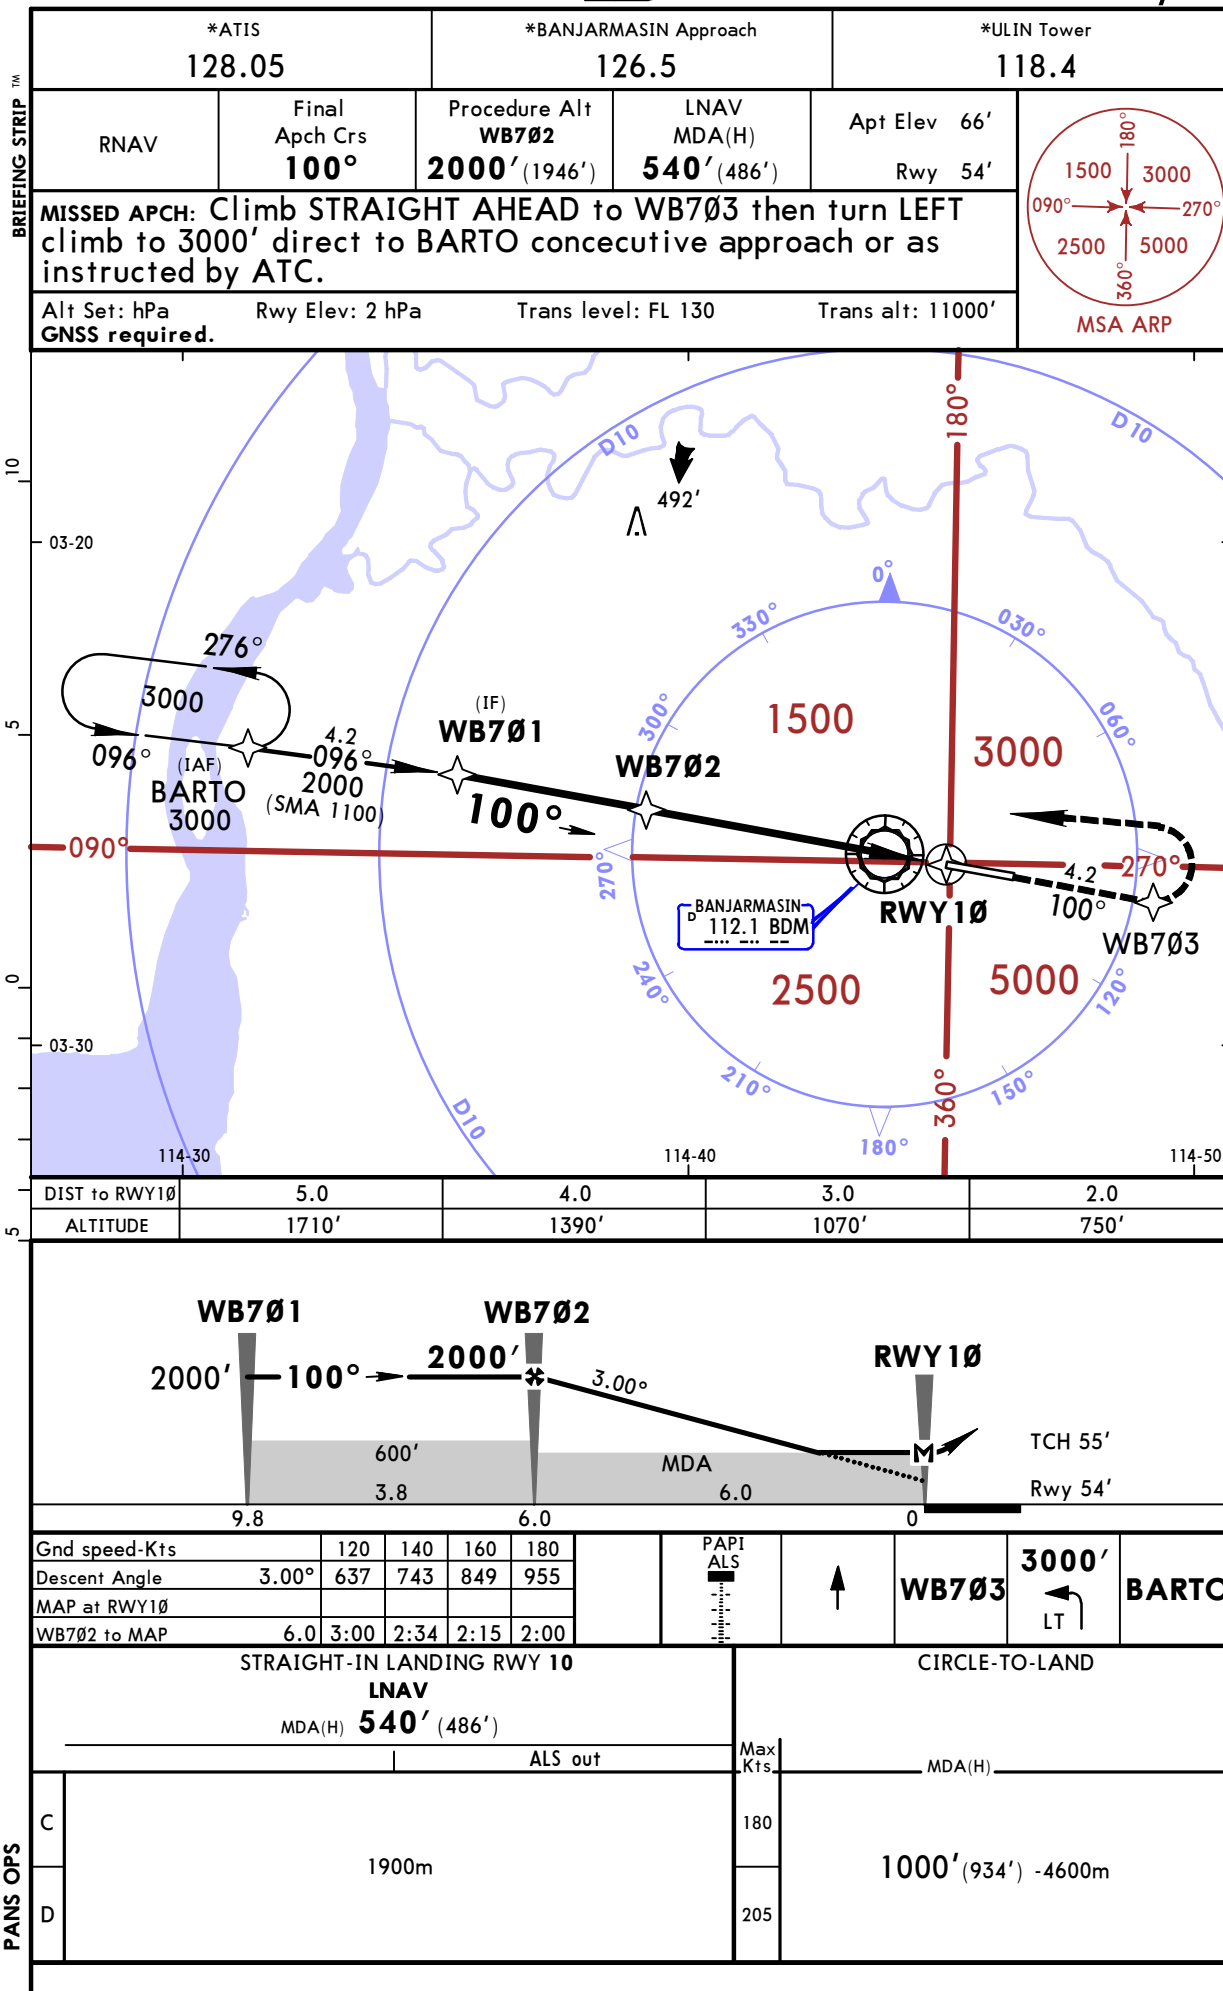 *ATIS
128.05
*BANJARMASIN Approach
126.5
*ULIN Tower
118.4
BRIEFING STRIP TM
RNAV
Final
Apch Crs
100°
Procedure Alt
WB7Ø2
2000' (1946')
LNAV
MDA(H)
540' (486')
Apt Elev 66'
Rwy 54'
MISSED APCH: Climb STRAIGHT AHEAD to WB7Ø3 then turn LEFT
climb to 3000' direct to BARTO concecutive approach or as
instructed by ATC.
Alt Set: hPa Rwy Elev: 2 hPa Trans level: FL 130 Trans alt: 11000'
GNSS required.
180°
1500 3000
090° 270°
2500 5000
360°
MSA ARP
D10
D10
180°
10
492'
03-20
0°
330°
030°
276°
3000
300°
060°
5
096°
(IAF)
BARTO
3000
4.2
096°
2000
(SMA 1100)
(IF)
WB7Ø1
100°
WB7Ø2
1500
3000
090°
270°
270°
BANJARMASIN
D 112.1 BDM
RWY1Ø
4.2
100°
WB7Ø3
0
240°
2500
5000
120°
03-30
210°
150°
360°
D10
180°
114-30
114-40
114-50
5
DIST to RWY1Ø 5.0 4.0 3.0 2.0
ALTITUDE 1710' 1390' 1070' 750'
WB7Ø1
WB7Ø2
RWY1Ø
2000' 100° 2000'
3.00°
TCH 55'
600'
MDA
3.8
6.0
Rwy 54'
9.8 6.0 0
Gnd speed-Kts 120 140 160 180
Descent Angle 3.00° 637 743 849 955
MAP at RWY1Ø
WB7Ø2 to MAP 6.0 3:00 2:34 2:15 2:00
PAPI
ALS
WB7Ø3
3000'
LT
BARTO
STRAIGHT-IN LANDING RWY 10
LNAV
MDA(H) 540' (486')
ALS out
CIRCLE-TO-LAND
Max
Kts
MDA(H)
C
180
1900m
1000' (934') -4600m
D
205
PANS OPS